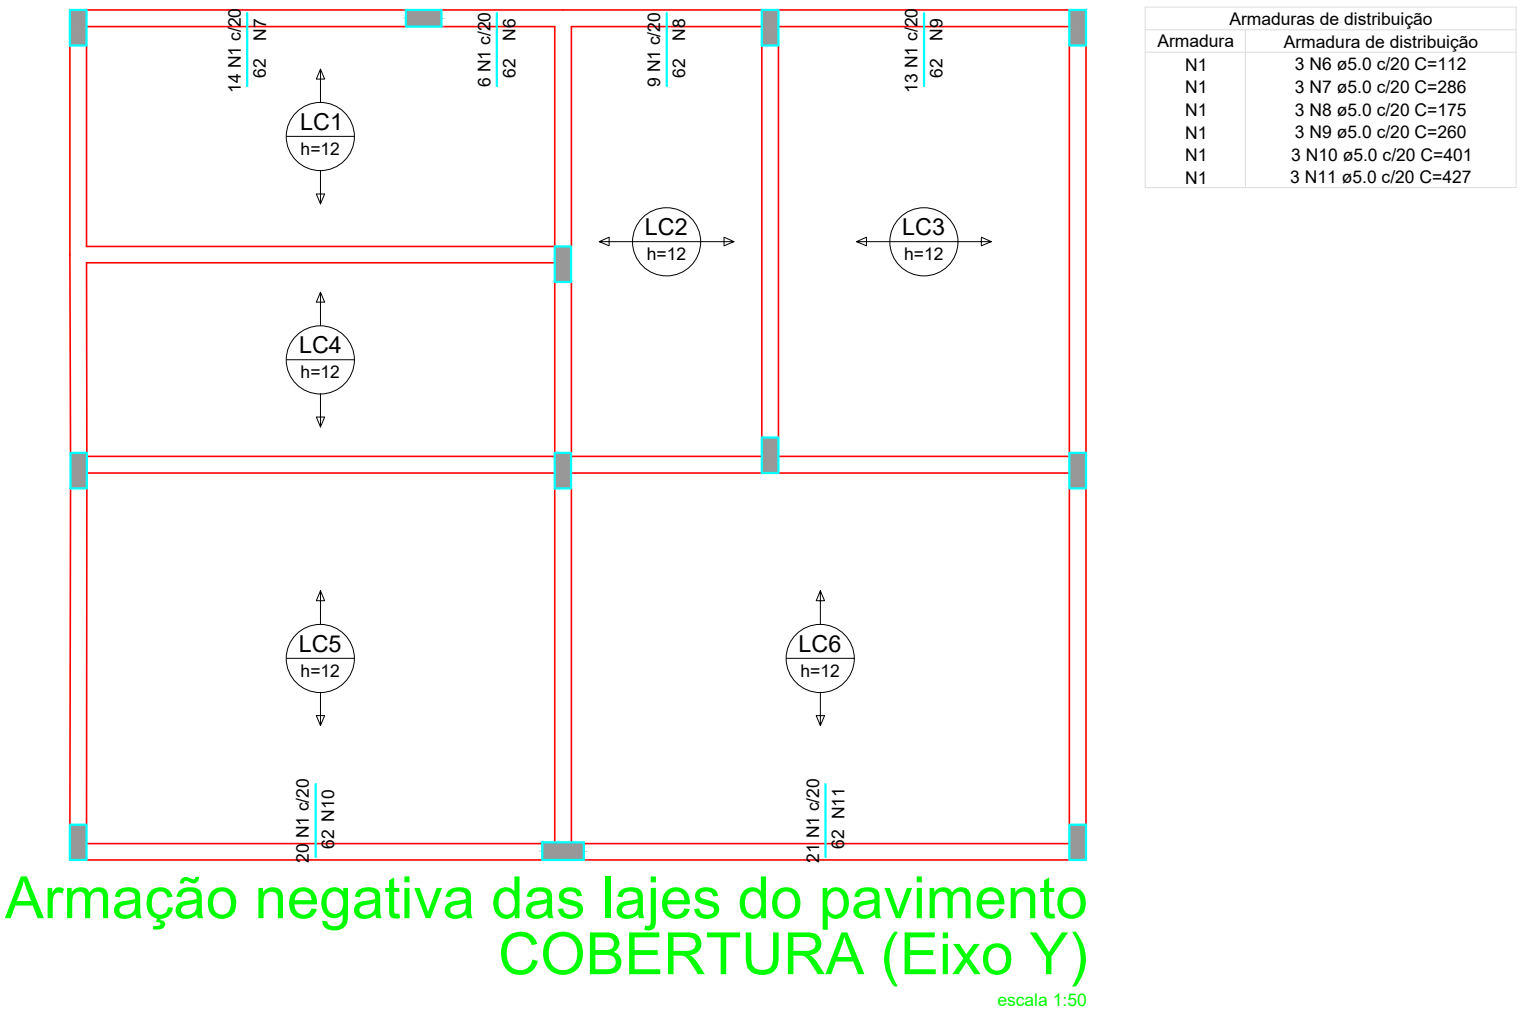 14 N1 c/20
62 N7
6 N1 c/20
62 N6
9 N1 c/20
62 N8
13 N1 c/20
62 N9
LC1
h=12
LC2
h=12
LC3
h=12
LC4
h=12
LC5
h=12
LC6
h=12
20 N1 c/20
62 N10
21 N1 c/20
62 N11
Armaduras de distribuição
Armadura Armadura de distribuição
N1 3 N6 ø5.0 c/20 C=112
N1 3 N7 ø5.0 c/20 C=286
N1 3 N8 ø5.0 c/20 C=175
N1 3 N9 ø5.0 c/20 C=260
N1 3 N10 ø5.0 c/20 C=401
N1 3 N11 ø5.0 c/20 C=427
Armação negativa das lajes do pavimento
COBERTURA (Eixo Y)
escala 1:50